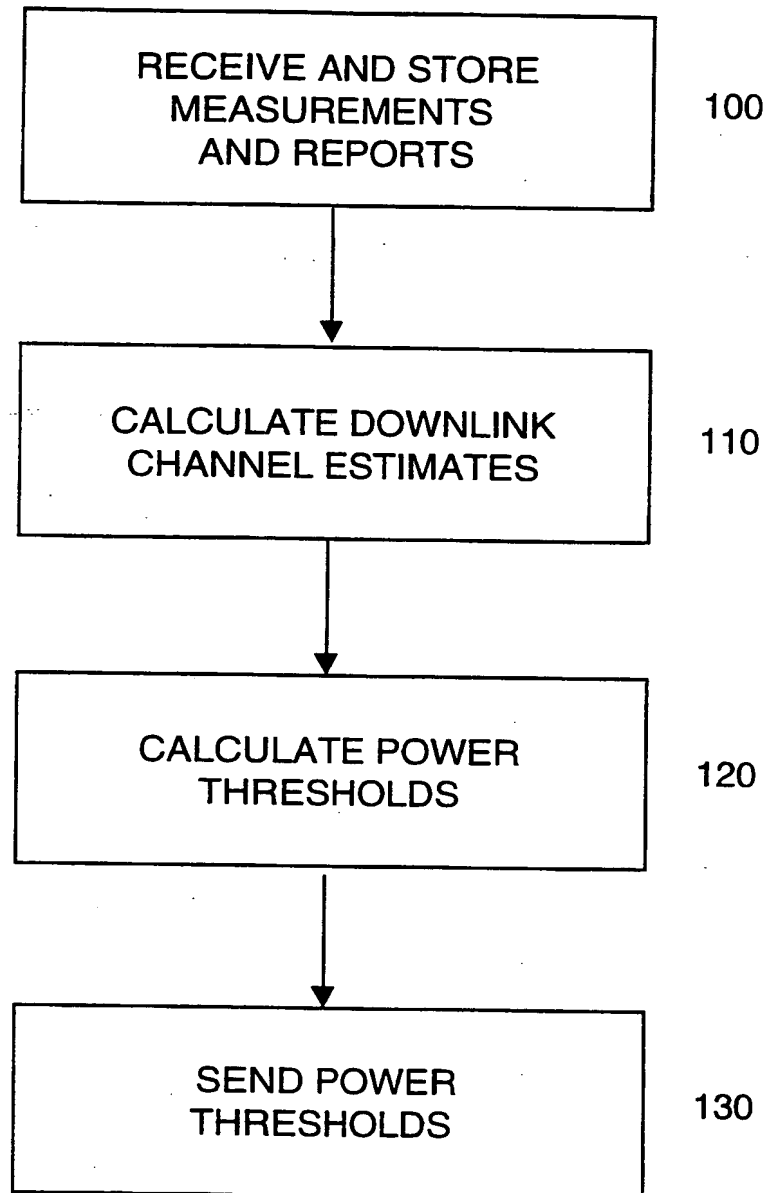 RECEIVE AND STORE
MEASUREMENTS
AND REPORTS
100
CALCULATE DOWNLINK
CHANNEL ESTIMATES
110
CALCULATE POWER
THRESHOLDS
120
SEND POWER
THRESHOLDS
130